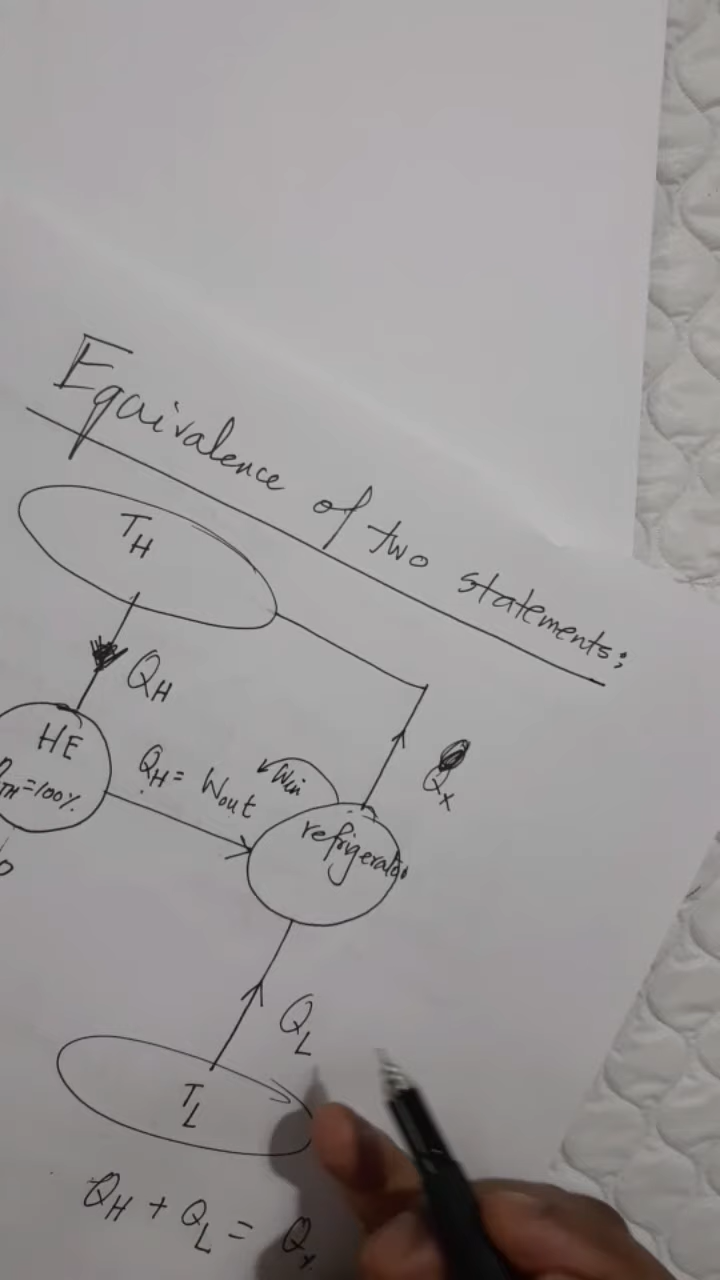 Equivalence of two statements:
T_H
Q_H
HE
η_TH=100%
Q_H = W_out
W_in
refrigerator
Q_x
Q_L
T_L
Q_H + Q_L = Q_x